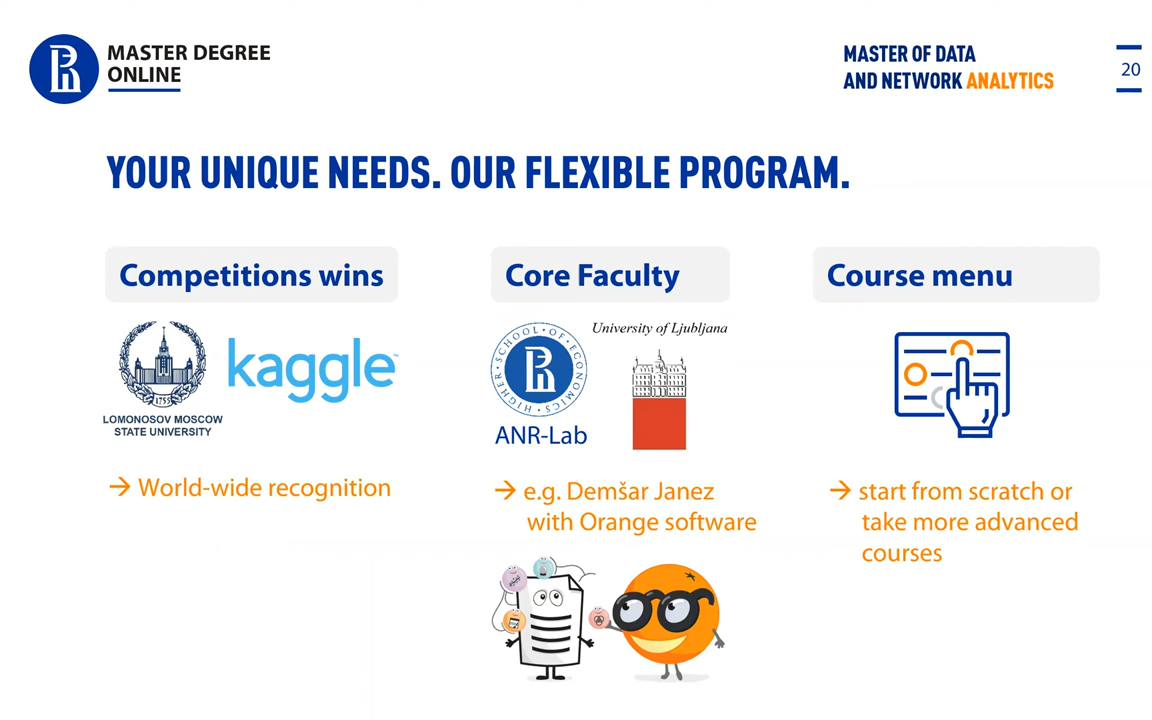 MASTER DEGREE
ONLINE
MASTER OF DATA
AND NETWORK ANALYTICS
20
YOUR UNIQUE NEEDS. OUR FLEXIBLE PROGRAM.
Competitions wins
1755
LOMONOSOV MOSCOW
STATE UNIVERSITY
kaggle™
→ World-wide recognition
Core Faculty
HIGHER · SCHOOL · OF · ECONOMICS ·
ANR-Lab
University of Ljubljana
→ e.g. Demšar Janez
with Orange software
Course menu
→ start from scratch or
take more advanced
courses